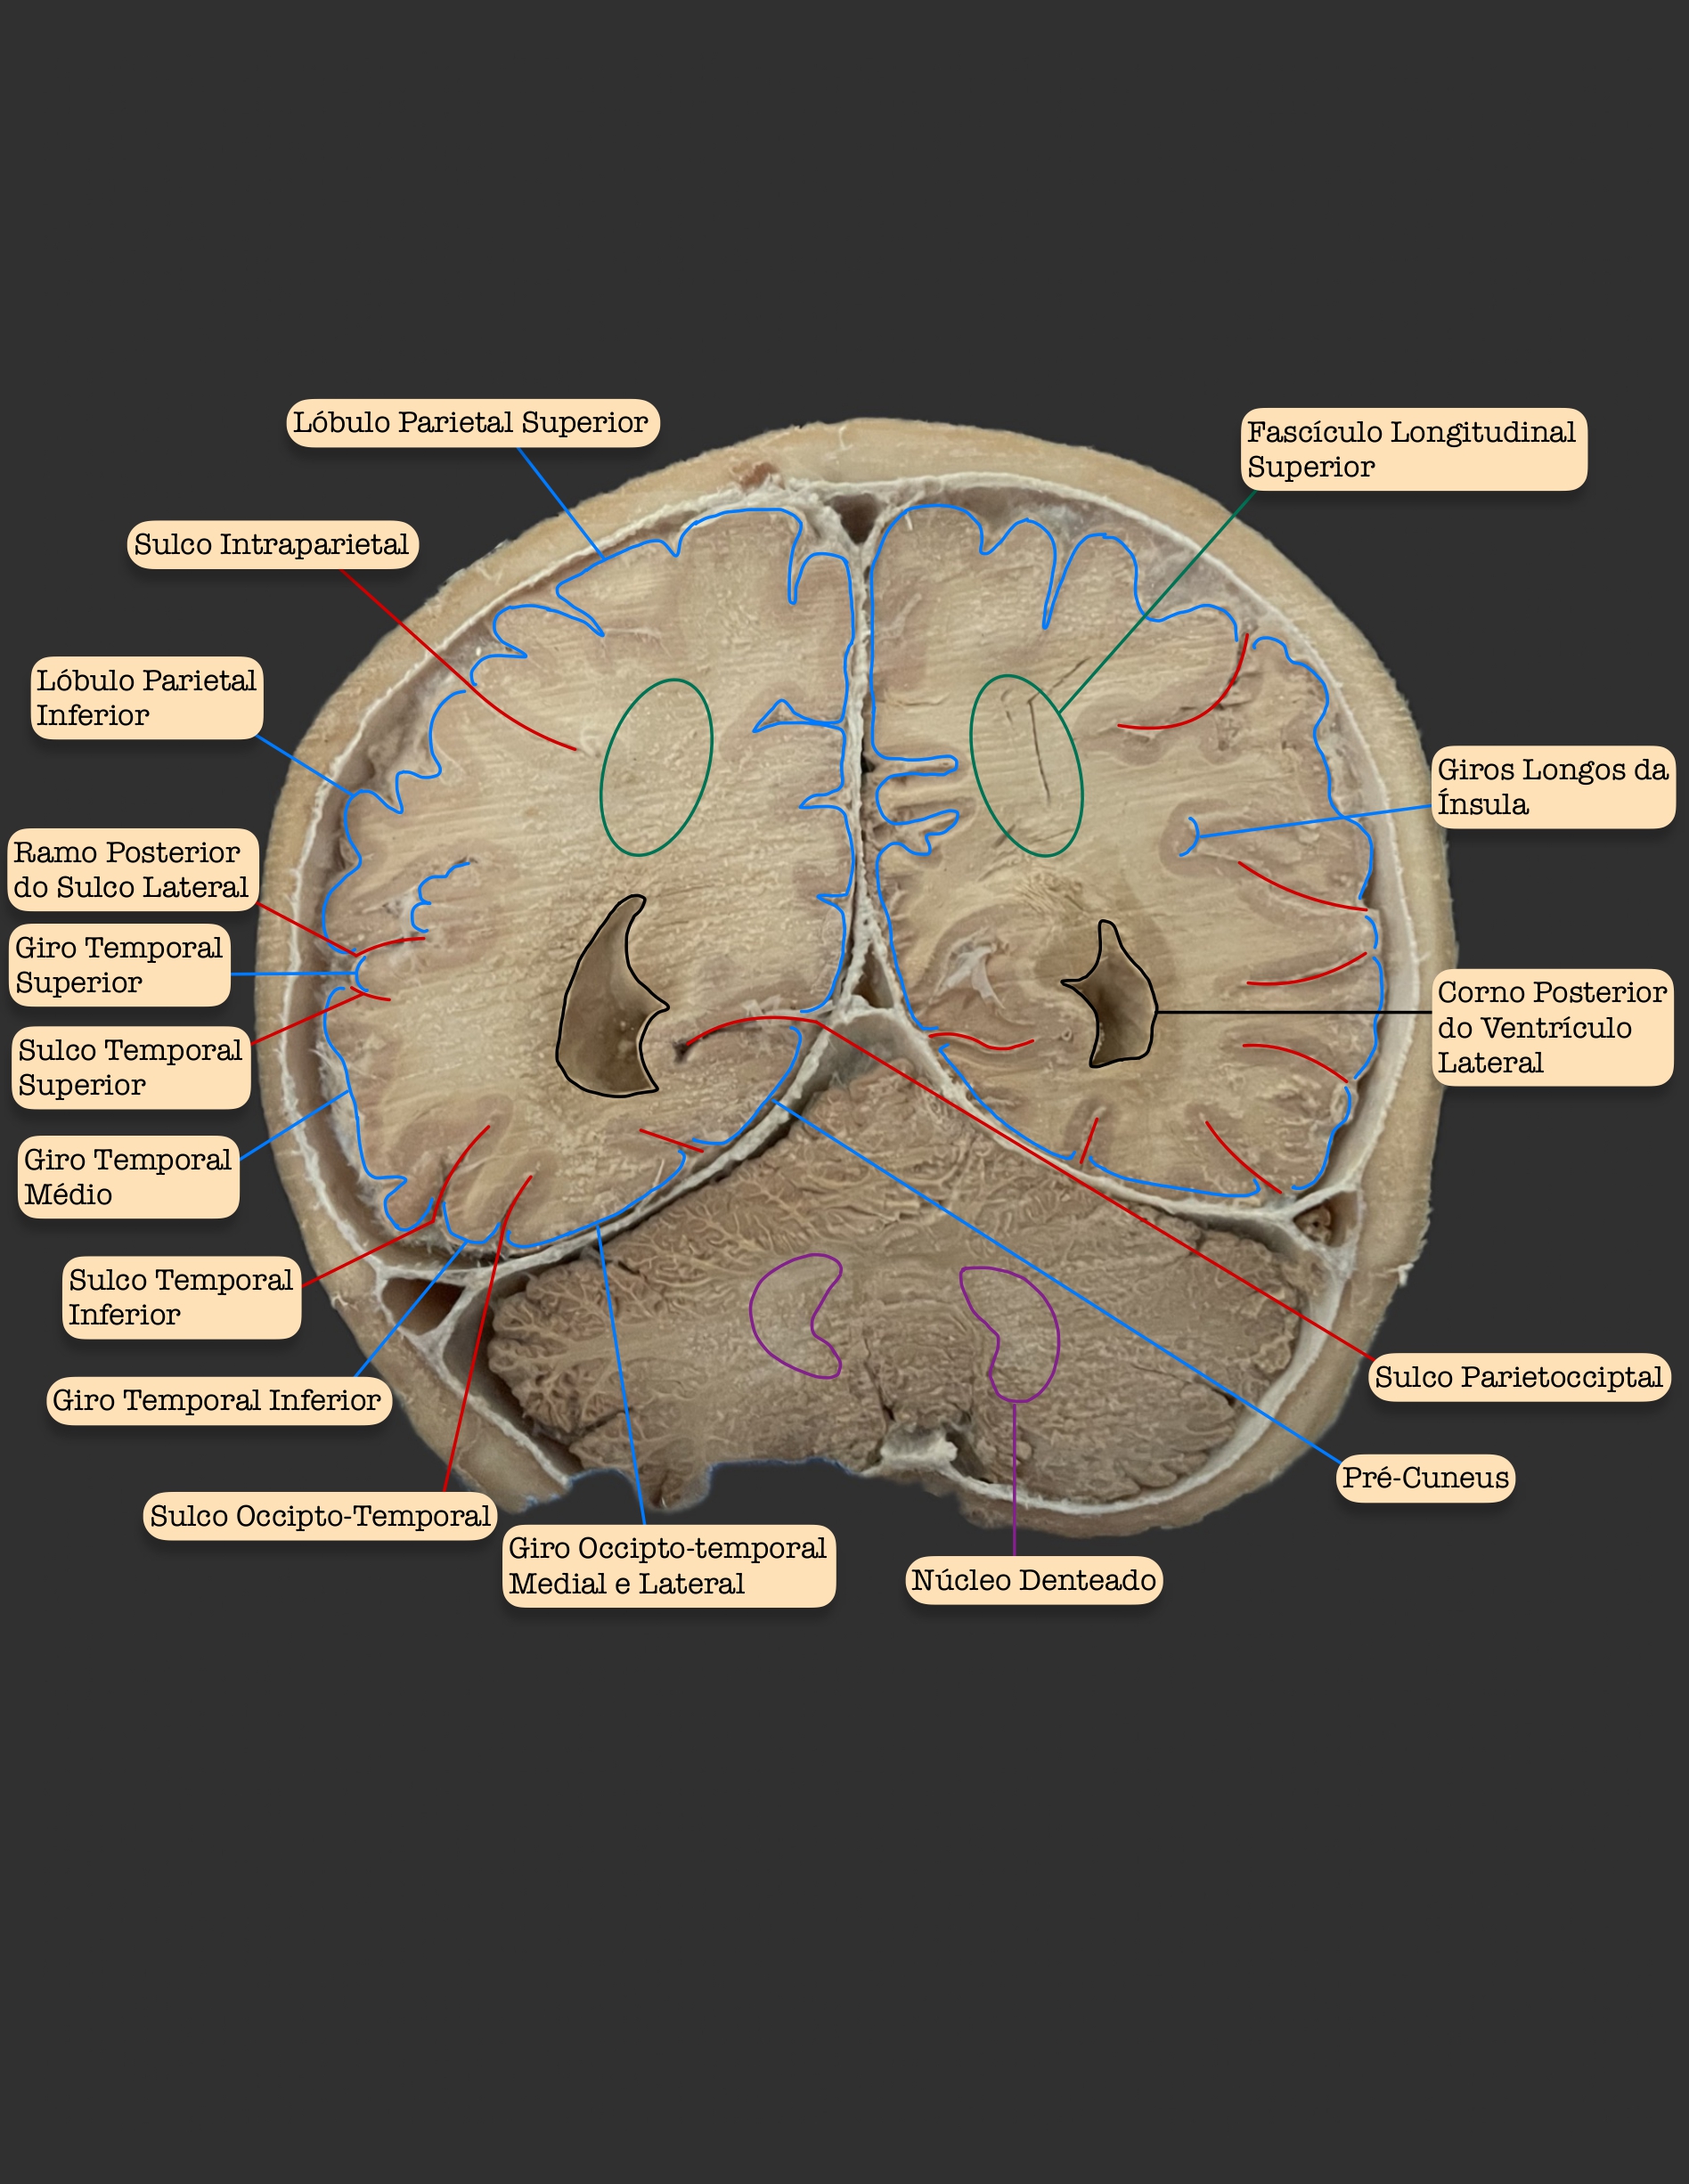 Lóbulo Parietal Superior
Fascículo Longitudinal
Superior
Sulco Intraparietal
Lóbulo Parietal
Inferior
Giros Longos da
Ínsula
Ramo Posterior
do Sulco Lateral
Giro Temporal
Superior
Corno Posterior
do Ventrículo
Lateral
Sulco Temporal
Superior
Giro Temporal
Médio
Sulco Temporal
Inferior
Sulco Parietocciptal
Giro Temporal Inferior
Pré-Cuneus
Sulco Occipto-Temporal
Giro Occipto-temporal
Medial e Lateral
Núcleo Denteado